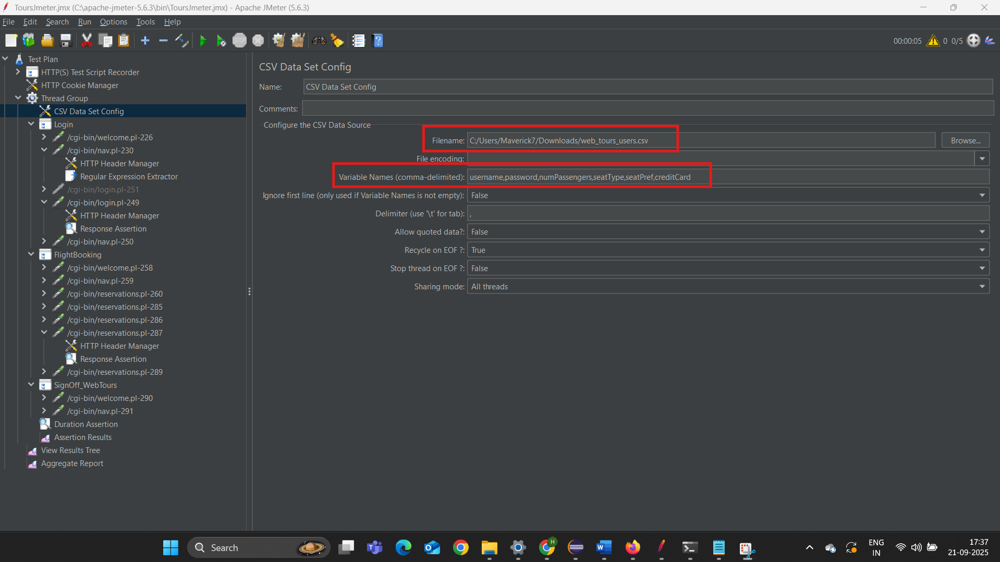 ToursJmeter.jmx (C:\apache-jmeter-5.6.3\bin\ToursJmeter.jmx) - Apache JMeter (5.6.3)
File Edit Search Run Options Tools Help
STOP
00:00:05 0 0/5
Test Plan
HTTP(S) Test Script Recorder
HTTP Cookie Manager
Thread Group
CSV Data Set Config
Login
/cgi-bin/welcome.pl-226
/cgi-bin/nav.pl-230
HTTP Header Manager
Regular Expression Extractor
/cgi-bin/login.pl-251
/cgi-bin/login.pl-249
HTTP Header Manager
Response Assertion
/cgi-bin/nav.pl-250
FlightBooking
/cgi-bin/welcome.pl-258
/cgi-bin/nav.pl-259
/cgi-bin/reservations.pl-260
/cgi-bin/reservations.pl-285
/cgi-bin/reservations.pl-286
/cgi-bin/reservations.pl-287
HTTP Header Manager
Response Assertion
/cgi-bin/reservations.pl-289
SignOff_WebTours
/cgi-bin/welcome.pl-290
/cgi-bin/nav.pl-291
Duration Assertion
Assertion Results
View Results Tree
Aggregate Report
CSV Data Set Config
Name: CSV Data Set Config
Comments:
Configure the CSV Data Source
Filename: C:/Users/Maverick7/Downloads/web_tours_users.csv Browse...
File encoding:
Variable Names (comma-delimited): username,password,numPassengers,seatType,seatPref,creditCard
Ignore first line (only used if Variable Names is not empty): False
Delimiter (use '\t' for tab): ,
Allow quoted data?: False
Recycle on EOF ?: True
Stop thread on EOF ?: False
Sharing mode: All threads
Search
H
ENG
IN
17:37
21-09-2025